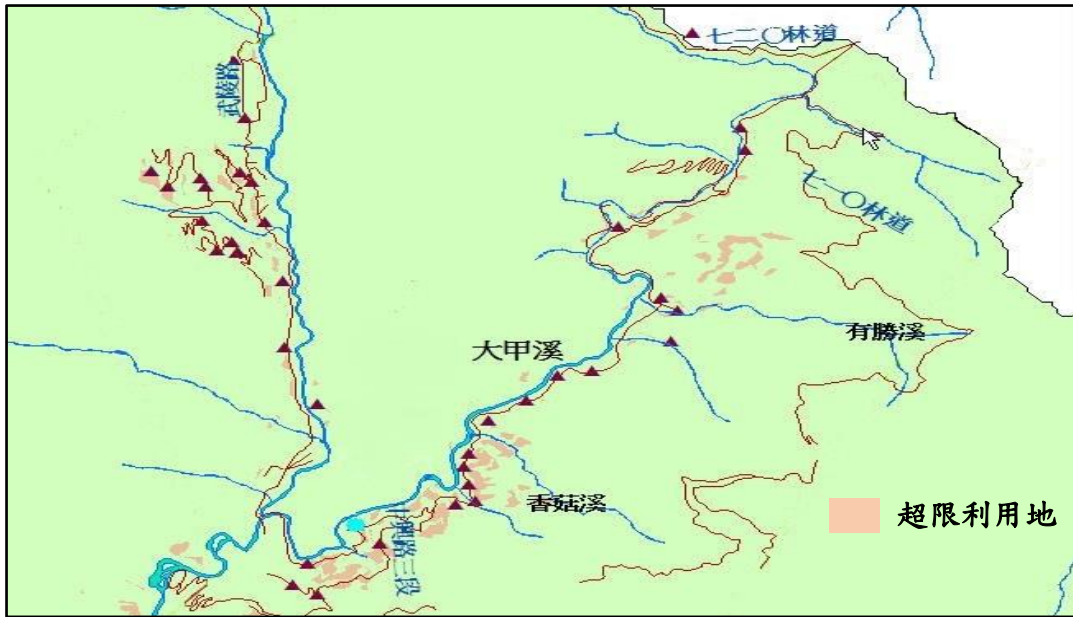 七二〇林道
武陵路
七一〇林道
有勝溪
大甲溪
香菇溪
中興路三段
超限利用地